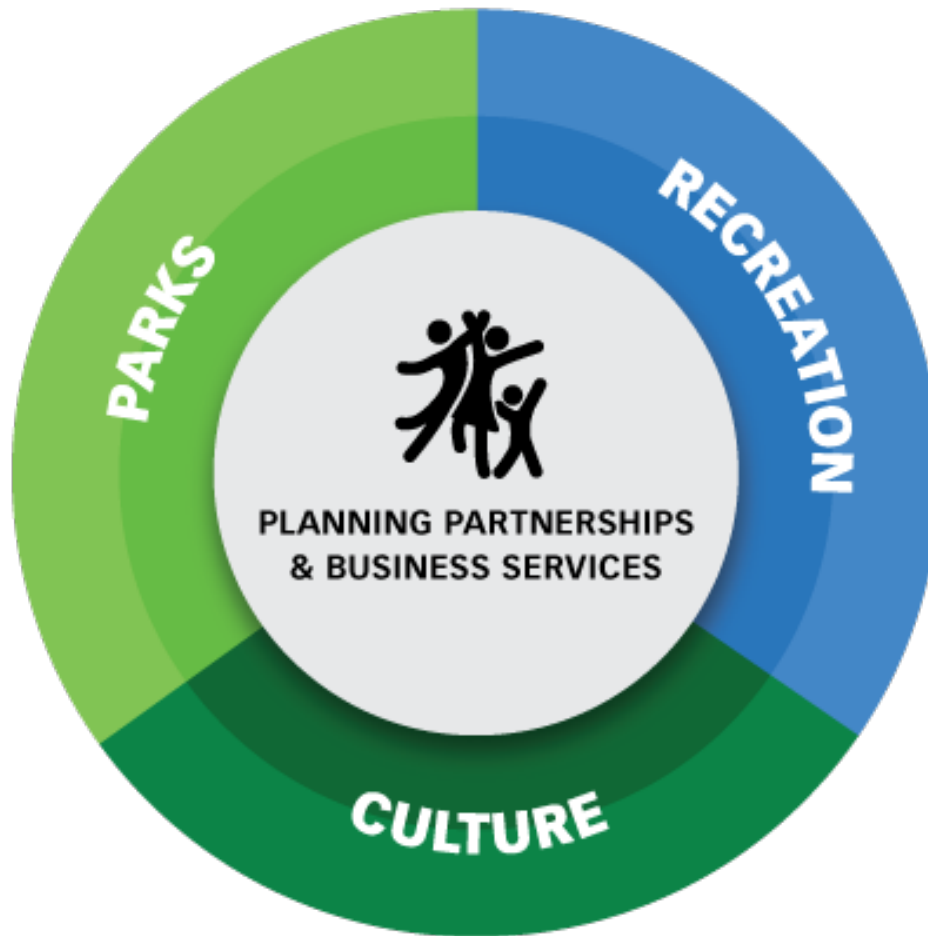 PARKS
RECREATION
PLANNING PARTNERSHIPS
& BUSINESS SERVICES
CULTURE